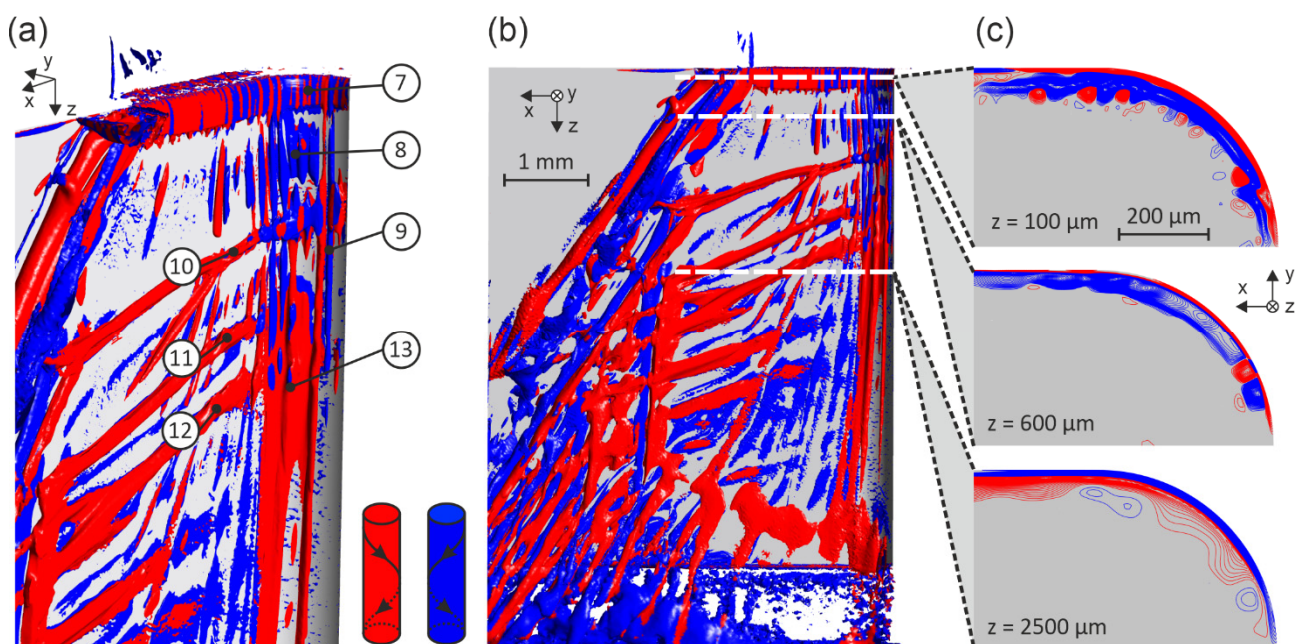 (a)
(b)
(c)
y
x
z
7
8
9
10
11
12
13
x
y
z
1 mm
z = 100 µm
200 µm
y
x
z
z = 600 µm
z = 2500 µm